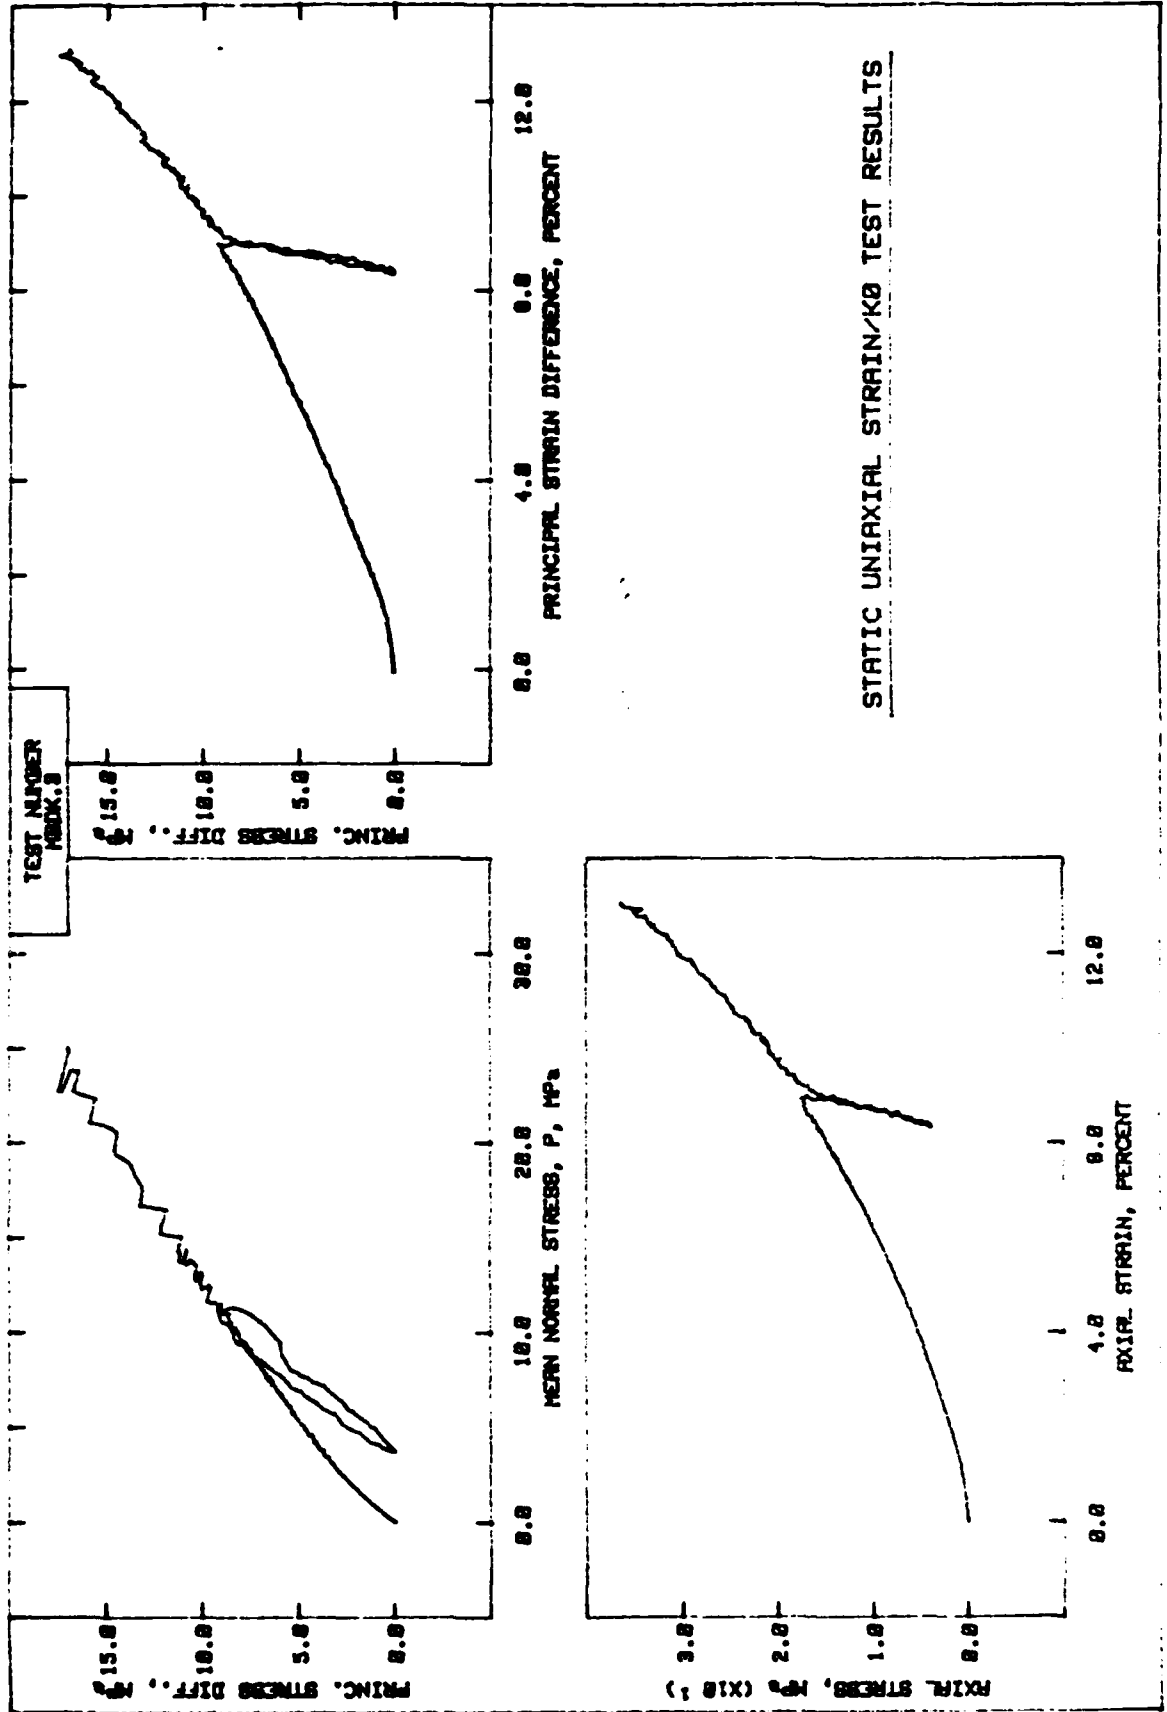 TEST NUMBER
MBDK.3
PRINC. STRESS DIFF., MPa
15.0
10.0
5.0
0.0
0.0
10.0
20.0
30.0
MEAN NORMAL STRESS, P, MPa
PRINC. STRESS DIFF., MPa
15.0
10.0
5.0
0.0
0.0
4.0
8.0
12.0
PRINCIPAL STRAIN DIFFERENCE, PERCENT
AXIAL STRESS, MPa (X10 1)
3.0
2.0
1.0
0.0
0.0
4.0
8.0
12.0
AXIAL STRAIN, PERCENT
STATIC UNIAXIAL STRAIN/K0 TEST RESULTS